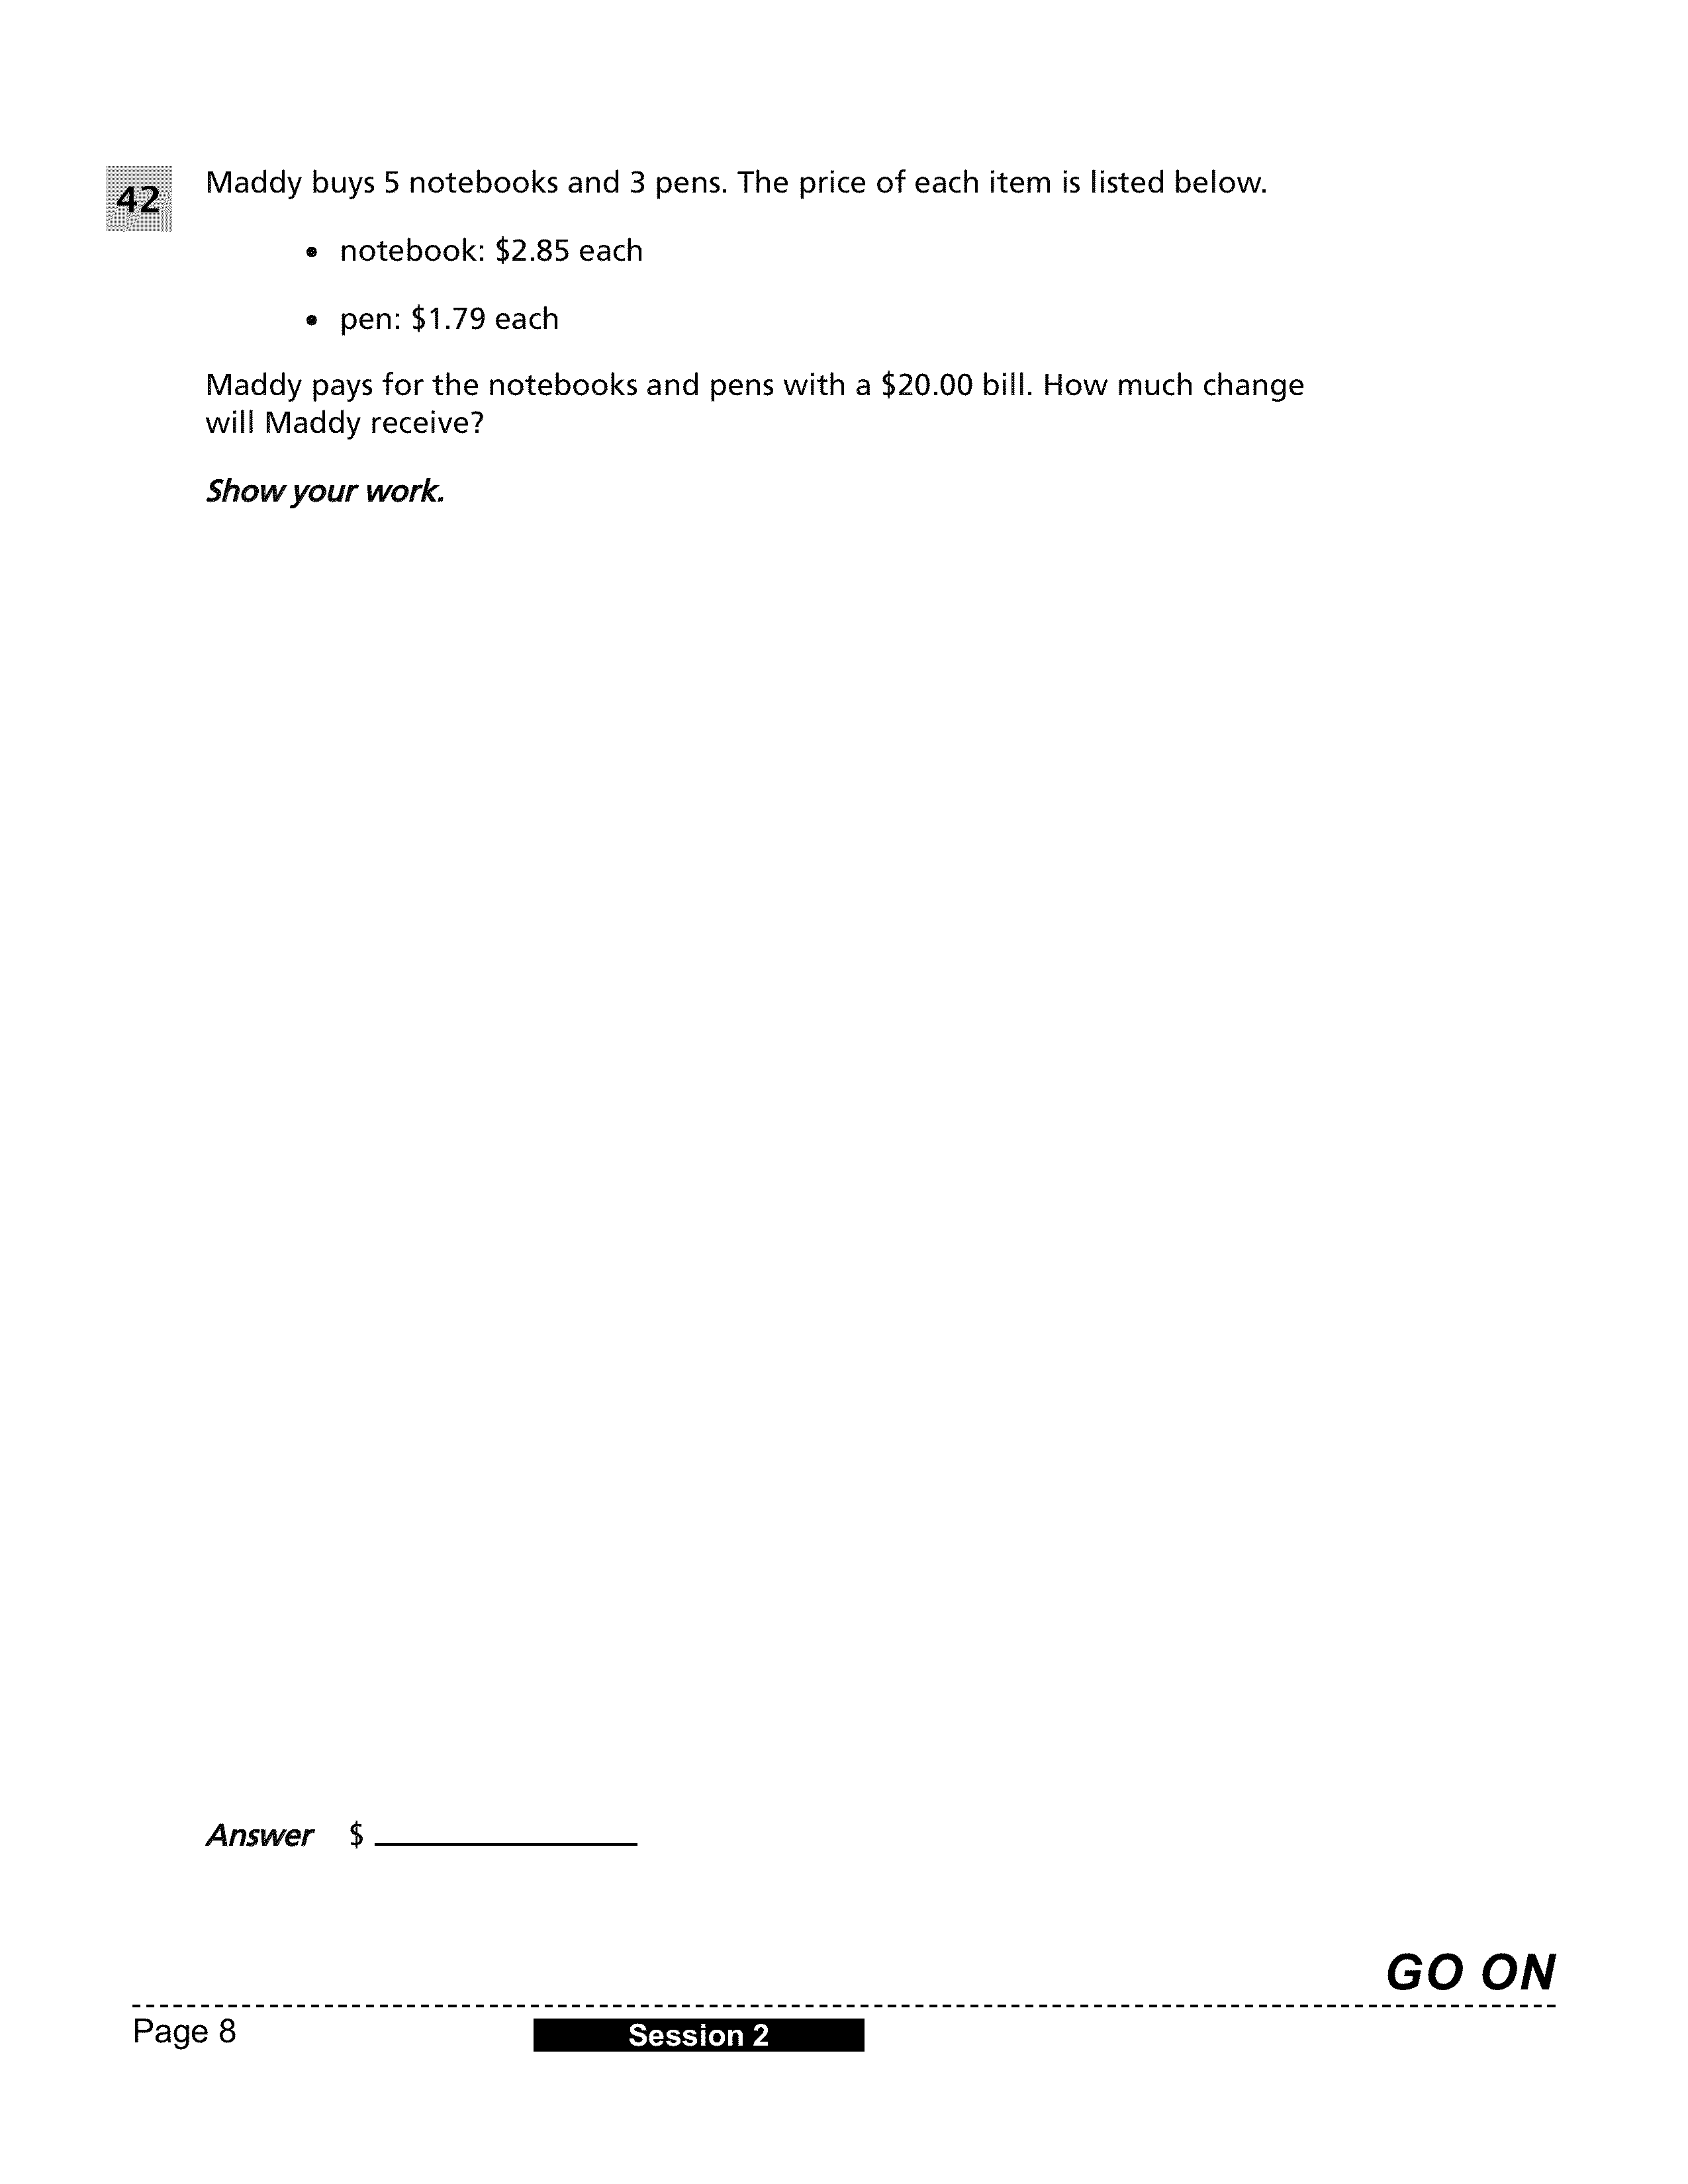 42
Maddy buys 5 notebooks and 3 pens. The price of each item is listed below.
• notebook: $2.85 each
• pen: $1.79 each
Maddy pays for the notebooks and pens with a $20.00 bill. How much change
will Maddy receive?
Show your work.
Answer $ ____________
GO ON
Page 8
Session 2